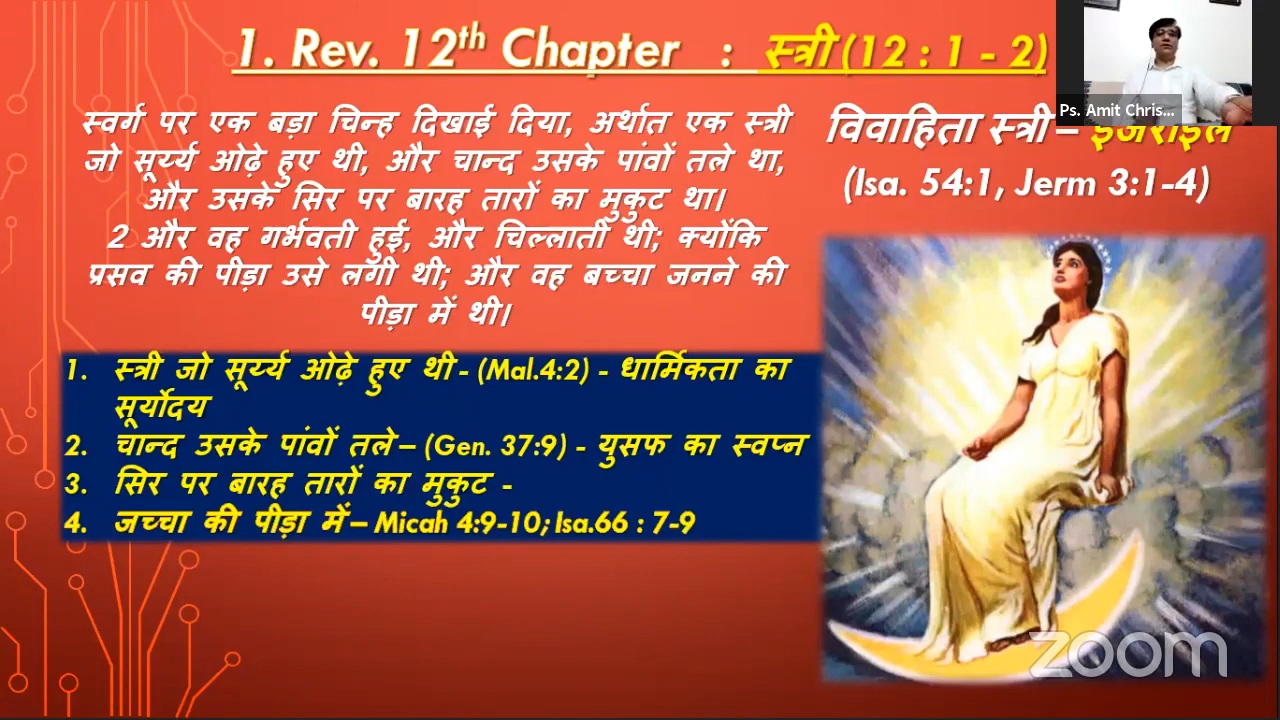 1. Rev. 12th Chapter : स्त्री (12 : 1 - 2)
स्वर्ग पर एक बड़ा चिन्ह दिखाई दिया, अर्थात एक स्त्री
जो सूर्य्य ओढ़े हुए थी, और चान्द उसके पांवों तले था,
और उसके सिर पर बारह तारों का मुकुट था।
2 और वह गर्भवती हुई, और चिल्लाती थी; क्योंकि
प्रसव की पीड़ा उसे लगी थी; और वह बच्चा जनने की
पीड़ा में थी।
1. स्त्री जो सूर्य्य ओढ़े हुए थी - (Mal.4:2) - धार्मिकता का
सूर्योदय
2. चान्द उसके पांवों तले – (Gen. 37:9) - युसफ का स्वप्न
3. सिर पर बारह तारों का मुकुट -
4. जच्चा की पीड़ा में – Micah 4:9-10; Isa.66 : 7-9
Ps. Amit Chris...
विवाहिता स्त्री – इजराइल
(Isa. 54:1, Jerm 3:1-4)
zoom